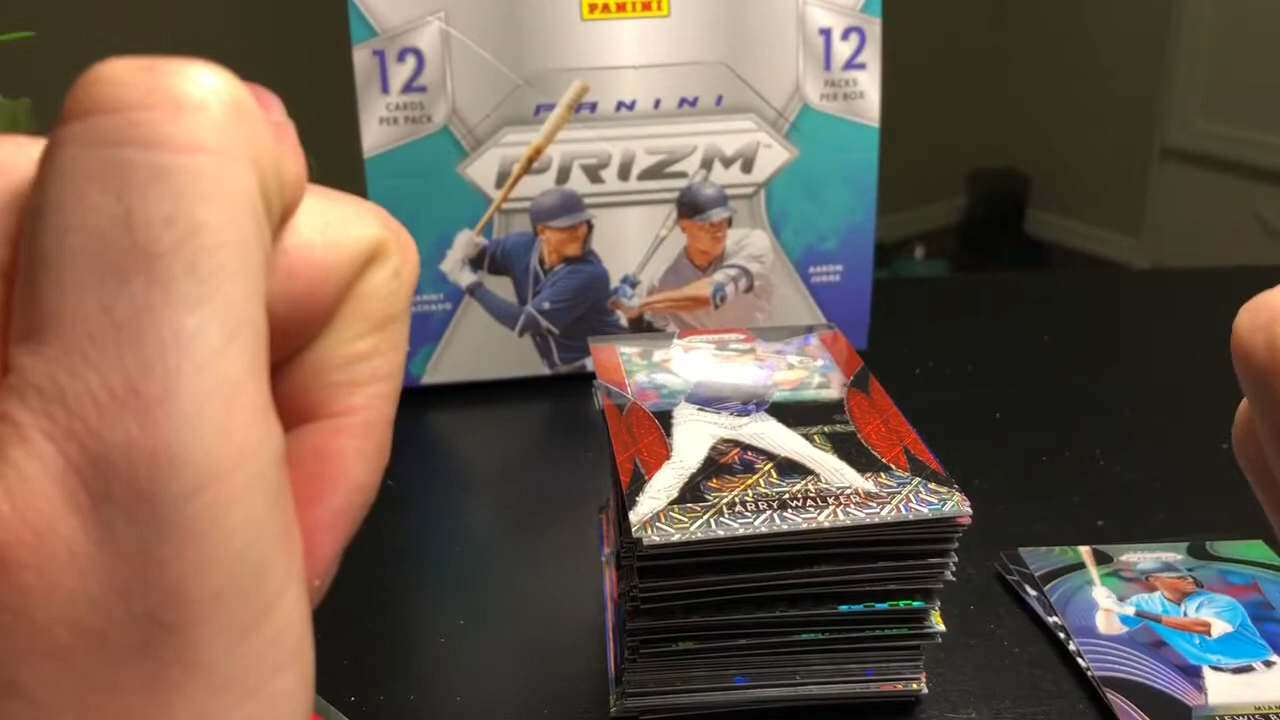 PANINI
12
CARDS
PER PACK
12
PACKS
PER BOX
PANINI
PRIZM
AARON
JUDGE
LARRY WALKER
LEWIS